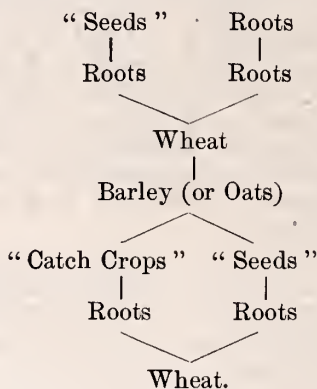 “ Seeds ” Roots
Roots Roots
Wheat
Barley (or Oats)
“ Catch Crops ” “ Seeds ”
Roots Roots
Wheat.